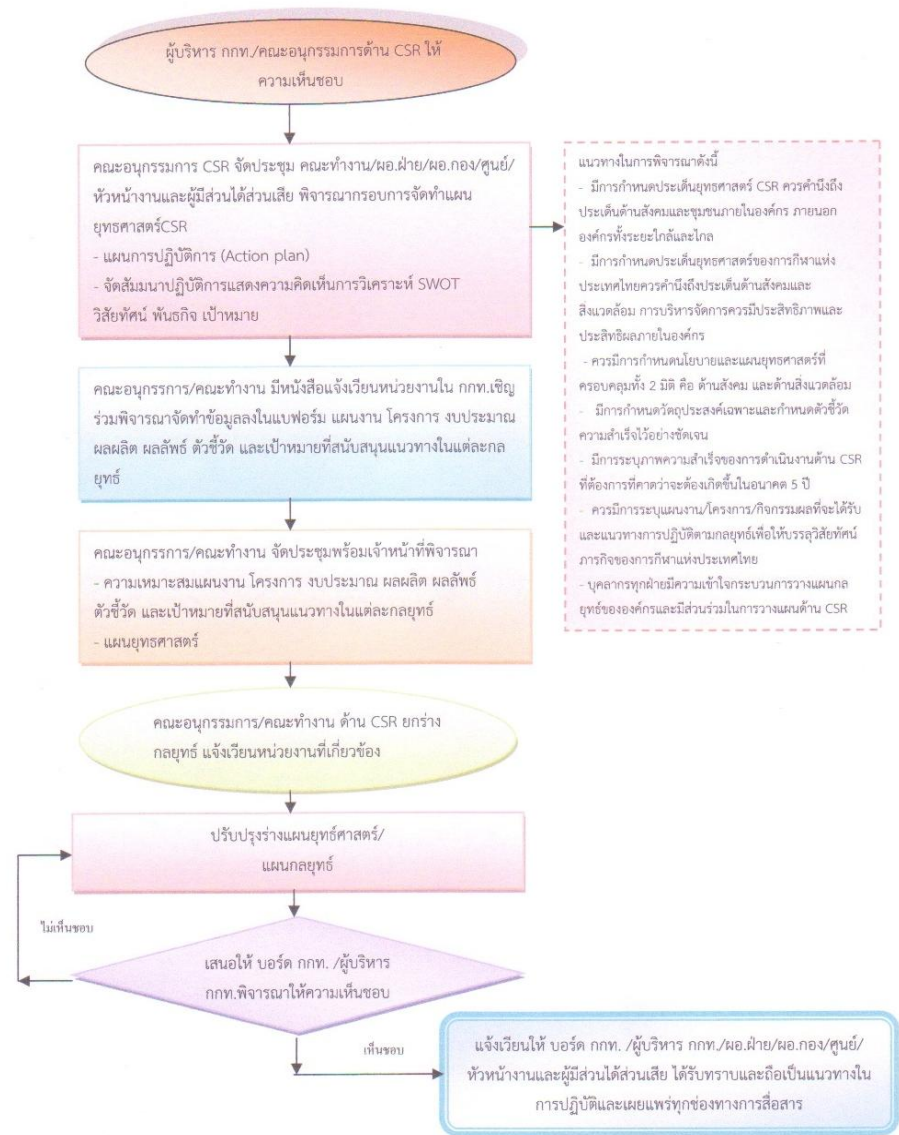 ผู้บริหาร กกท./คณะอนุกรรมการด้าน CSR ให้
ความเห็นชอบ
คณะอนุกรรมการ CSR จัดประชุม คณะทำงาน/ผอ.ฝ่าย/ผอ.กอง/ศูนย์/
หัวหน้างานและผู้มีส่วนได้ส่วนเสีย พิจารณากรอบการจัดทำแผน
ยุทธศาสตร์CSR
- แผนการปฏิบัติการ (Action plan)
- จัดสัมมนาปฏิบัติการแสดงความคิดเห็นการวิเคราะห์ SWOT
วิสัยทัศน์ พันธกิจ เป้าหมาย
แนวทางในการพิจารณาดังนี้
- มีการกำหนดประเด็นยุทธศาสตร์ CSR ควรคำนึงถึง
ประเด็นด้านสังคมและชุมชนภายในองค์กร ภายนอก
องค์กรทั้งระยะใกล้และไกล
- มีการกำหนดประเด็นยุทธศาสตร์ของการกีฬาแห่ง
ประเทศไทยควรคำนึงถึงประเด็นด้านสังคมและ
สิ่งแวดล้อม การบริหารจัดการควรมีประสิทธิภาพและ
ประสิทธิผลภายในองค์กร
- ควรมีการกำหนดนโยบายและแผนยุทธศาสตร์ที่
ครอบคลุมทั้ง 2 มิติ คือ ด้านสังคม และด้านสิ่งแวดล้อม
- มีการกำหนดวัตถุประสงค์เฉพาะและกำหนดตัวชี้วัด
ความสำเร็จไว้อย่างชัดเจน
- มีการระบุภาพความสำเร็จของการดำเนินงานด้าน CSR
ที่ต้องการที่คาดว่าจะต้องเกิดขึ้นในอนาคต 5 ปี
- ควรมีการระบุแผนงาน/โครงการ/กิจกรรมผลที่จะได้รับ
และแนวทางการปฏิบัติตามกลยุทธ์เพื่อให้บรรลุวิสัยทัศน์
ภารกิจของการกีฬาแห่งประเทศไทย
- บุคลากรทุกฝ่ายมีความเข้าใจกระบวนการวางแผนกล
ยุทธ์ขององค์กรและมีส่วนร่วมในการวางแผนด้าน CSR
คณะอนุกรรการ/คณะทำงาน มีหนังสือแจ้งเวียนหน่วยงานใน กกท.เชิญ
ร่วมพิจารณาจัดทำข้อมูลลงในแบฟอร์ม แผนงาน โครงการ งบประมาณ
ผลผลิต ผลลัพธ์ ตัวชี้วัด และเป้าหมายที่สนับสนุนแนวทางในแต่ละกล
ยุทธ์
คณะอนุกรรการ/คณะทำงาน จัดประชุมพร้อมเจ้าหน้าที่พิจารณา
- ความเหมาะสมแผนงาน โครงการ งบประมาณ ผลผลิต ผลลัพธ์
ตัวชี้วัด และเป้าหมายที่สนับสนุนแนวทางในแต่ละกลยุทธ์
- แผนยุทธศาสตร์
คณะอนุกรรมการ/คณะทำงาน ด้าน CSR ยกร่าง
กลยุทธ์ แจ้งเวียนหน่วยงานที่เกี่ยวข้อง
ปรับปรุงร่างแผนยุทธ์ศาสตร์/
แผนกลยุทธ์
ไม่เห็นชอบ
เสนอให้ บอร์ด กกท. /ผู้บริหาร
กกท.พิจารณาให้ความเห็นชอบ
เห็นชอบ
แจ้งเวียนให้ บอร์ด กกท. /ผู้บริหาร กกท./ผอ.ฝ่าย/ผอ.กอง/ศูนย์/
หัวหน้างานและผู้มีส่วนได้ส่วนเสีย ได้รับทราบและถือเป็นแนวทางใน
การปฏิบัติและเผยแพร่ทุกช่องทางการสื่อสาร